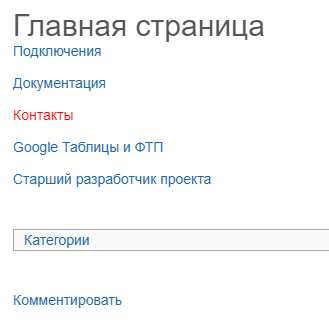 Главная страница
Подключения
Документация
Контакты
Google Таблицы и ФТП
Старший разработчик проекта
Категории
Комментировать